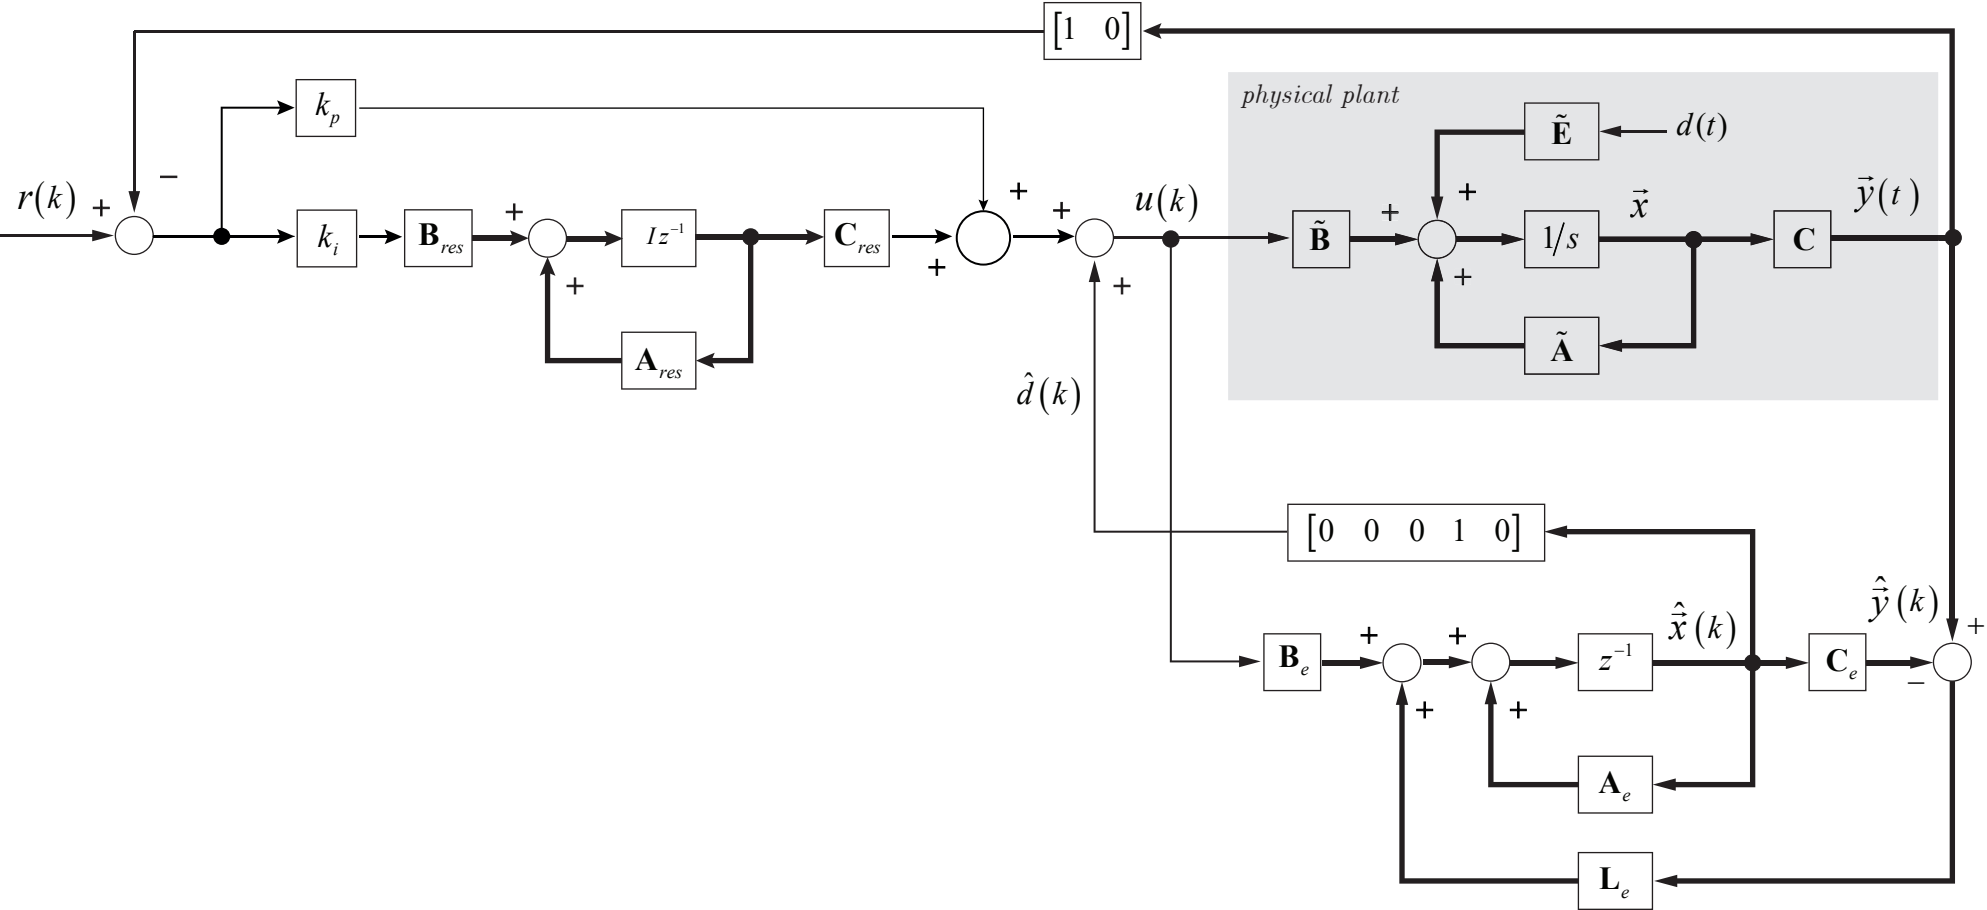 [1 0]
physical plant
k_p
Ẽ
d(t)
r(k)
+
−
k_i
B_res
+
Iz⁻¹
C_res
+
+
+
u(k)
B̃
+
+
1/s
x⃗
C
y⃗(t)
+
+
+
A_res
Ã
d̂(k)
[0 0 0 1 0]
ŷ⃗(k)
+
B_e
+
+
z⁻¹
x̂⃗(k)
C_e
−
+
+
A_e
L_e